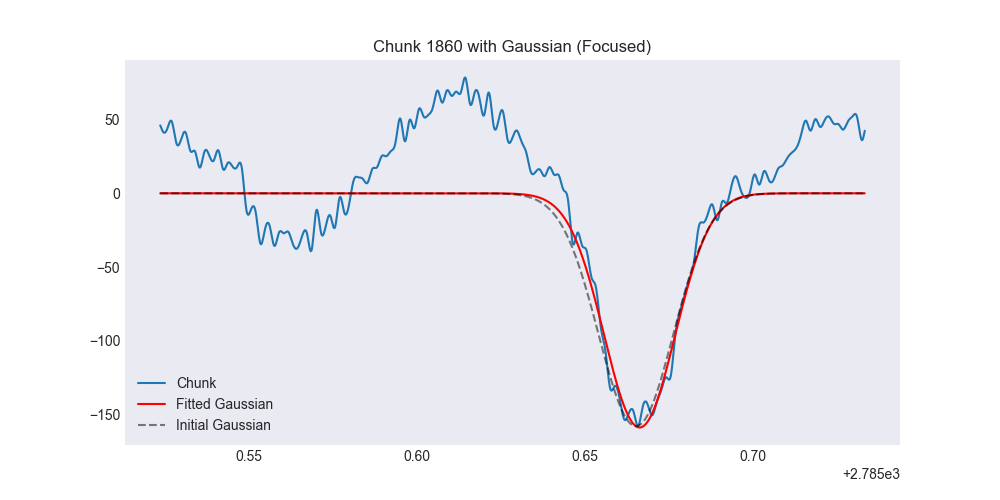 Chunk 1860 with Gaussian (Focused)
50
0
−50
−100
−150
Chunk
Fitted Gaussian
Initial Gaussian
0.55 0.60 0.65 0.70
+2.785e3